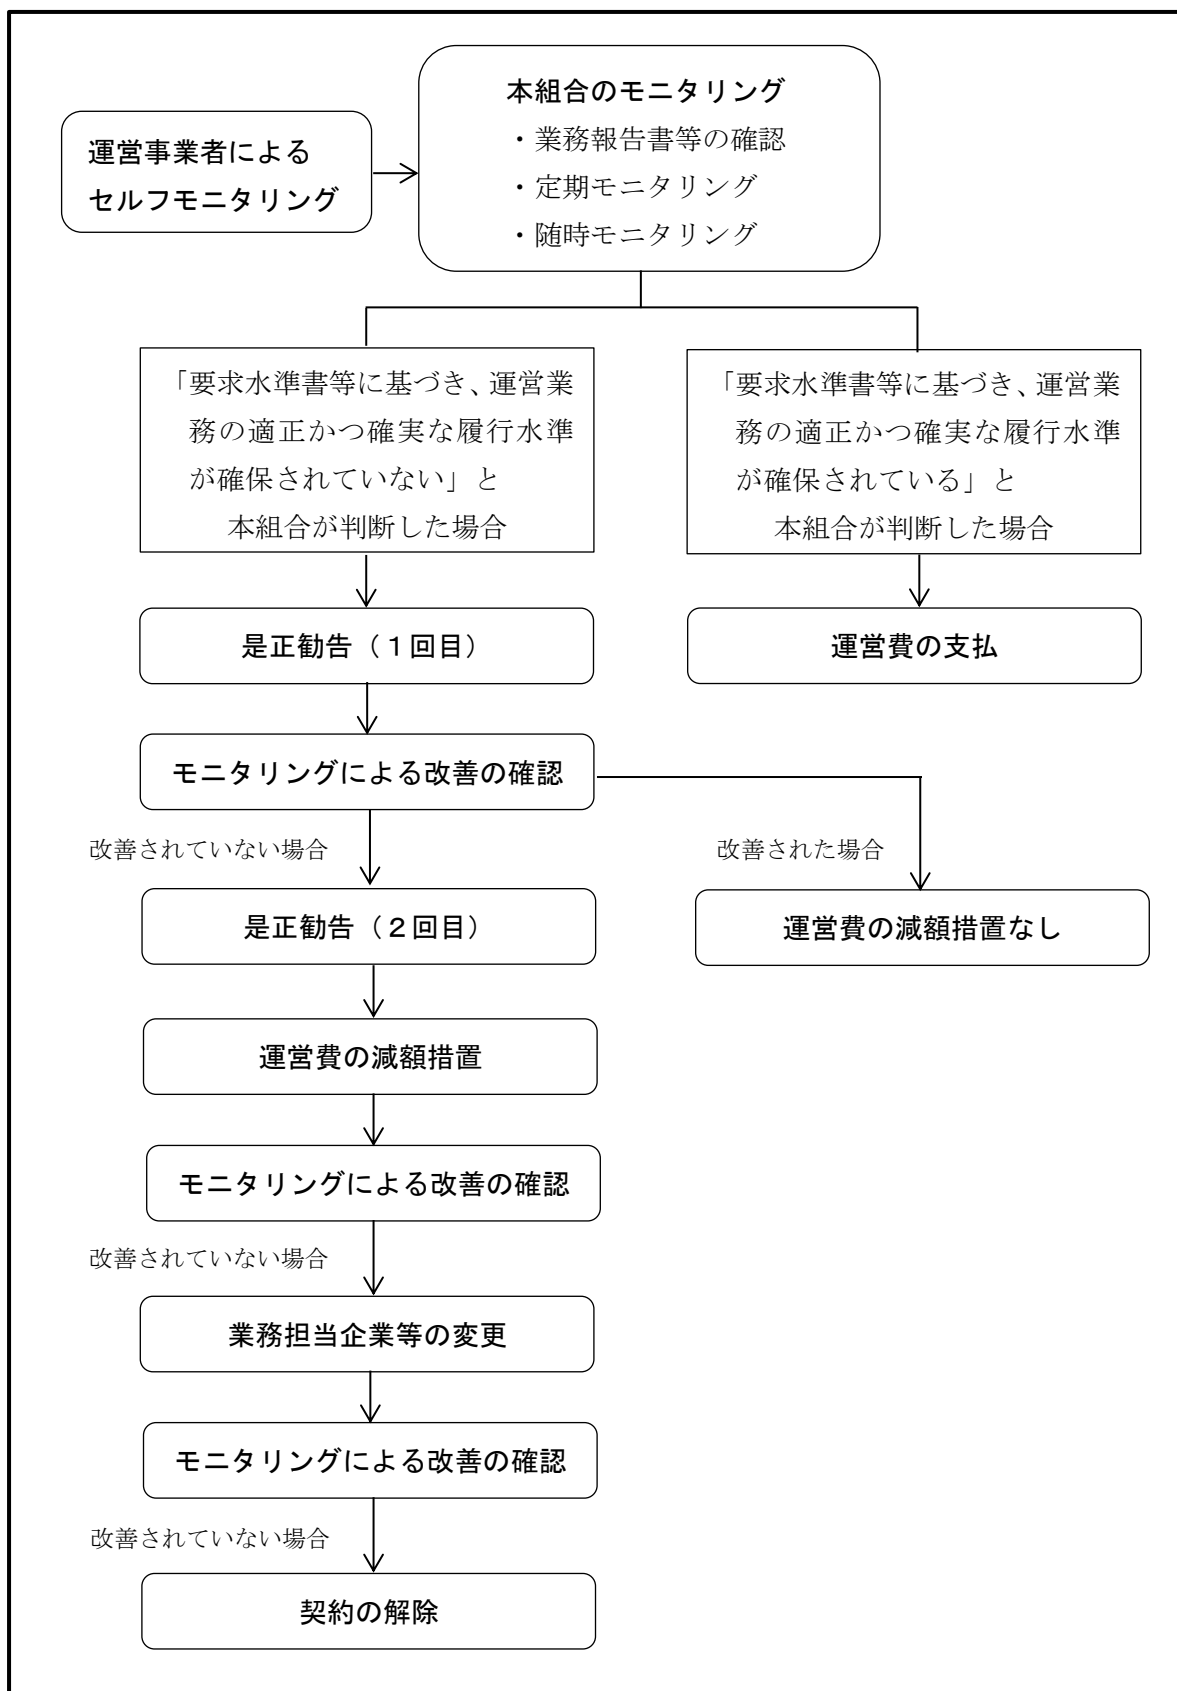 本組合のモニタリング
・業務報告書等の確認
・定期モニタリング
・随時モニタリング
運営事業者による
セルフモニタリング
「要求水準書等に基づき、運営業
務の適正かつ確実な履行水準
が確保されていない」と
本組合が判断した場合
「要求水準書等に基づき、運営業
務の適正かつ確実な履行水準
が確保されている」と
本組合が判断した場合
是正勧告（１回目）
運営費の支払
モニタリングによる改善の確認
改善されていない場合
改善された場合
是正勧告（２回目）
運営費の減額措置なし
運営費の減額措置
モニタリングによる改善の確認
改善されていない場合
業務担当企業等の変更
モニタリングによる改善の確認
改善されていない場合
契約の解除